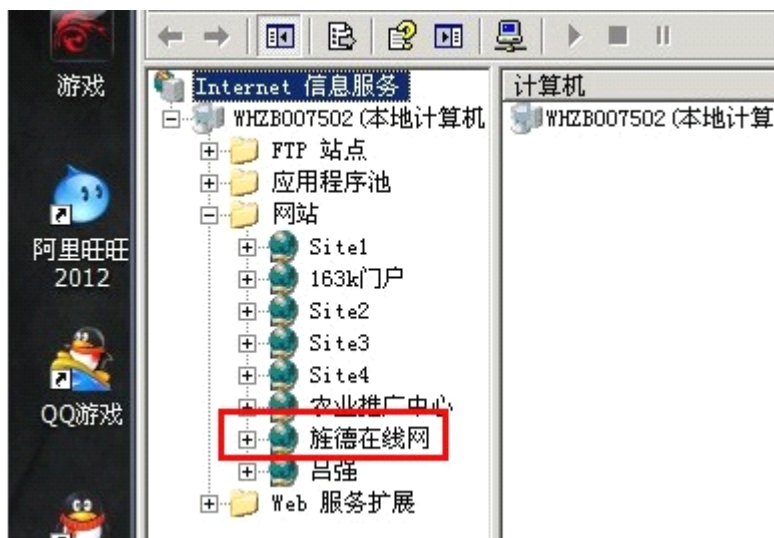 游戏
阿里旺旺
2012
QQ游戏
Internet 信息服务
WHZB007502(本地计算机
FTP 站点
应用程序池
网站
Site1
163k门户
Site2
Site3
Site4
农业推广中心
旌德在线网
吕强
Web 服务扩展
计算机
WHZB007502(本地计算